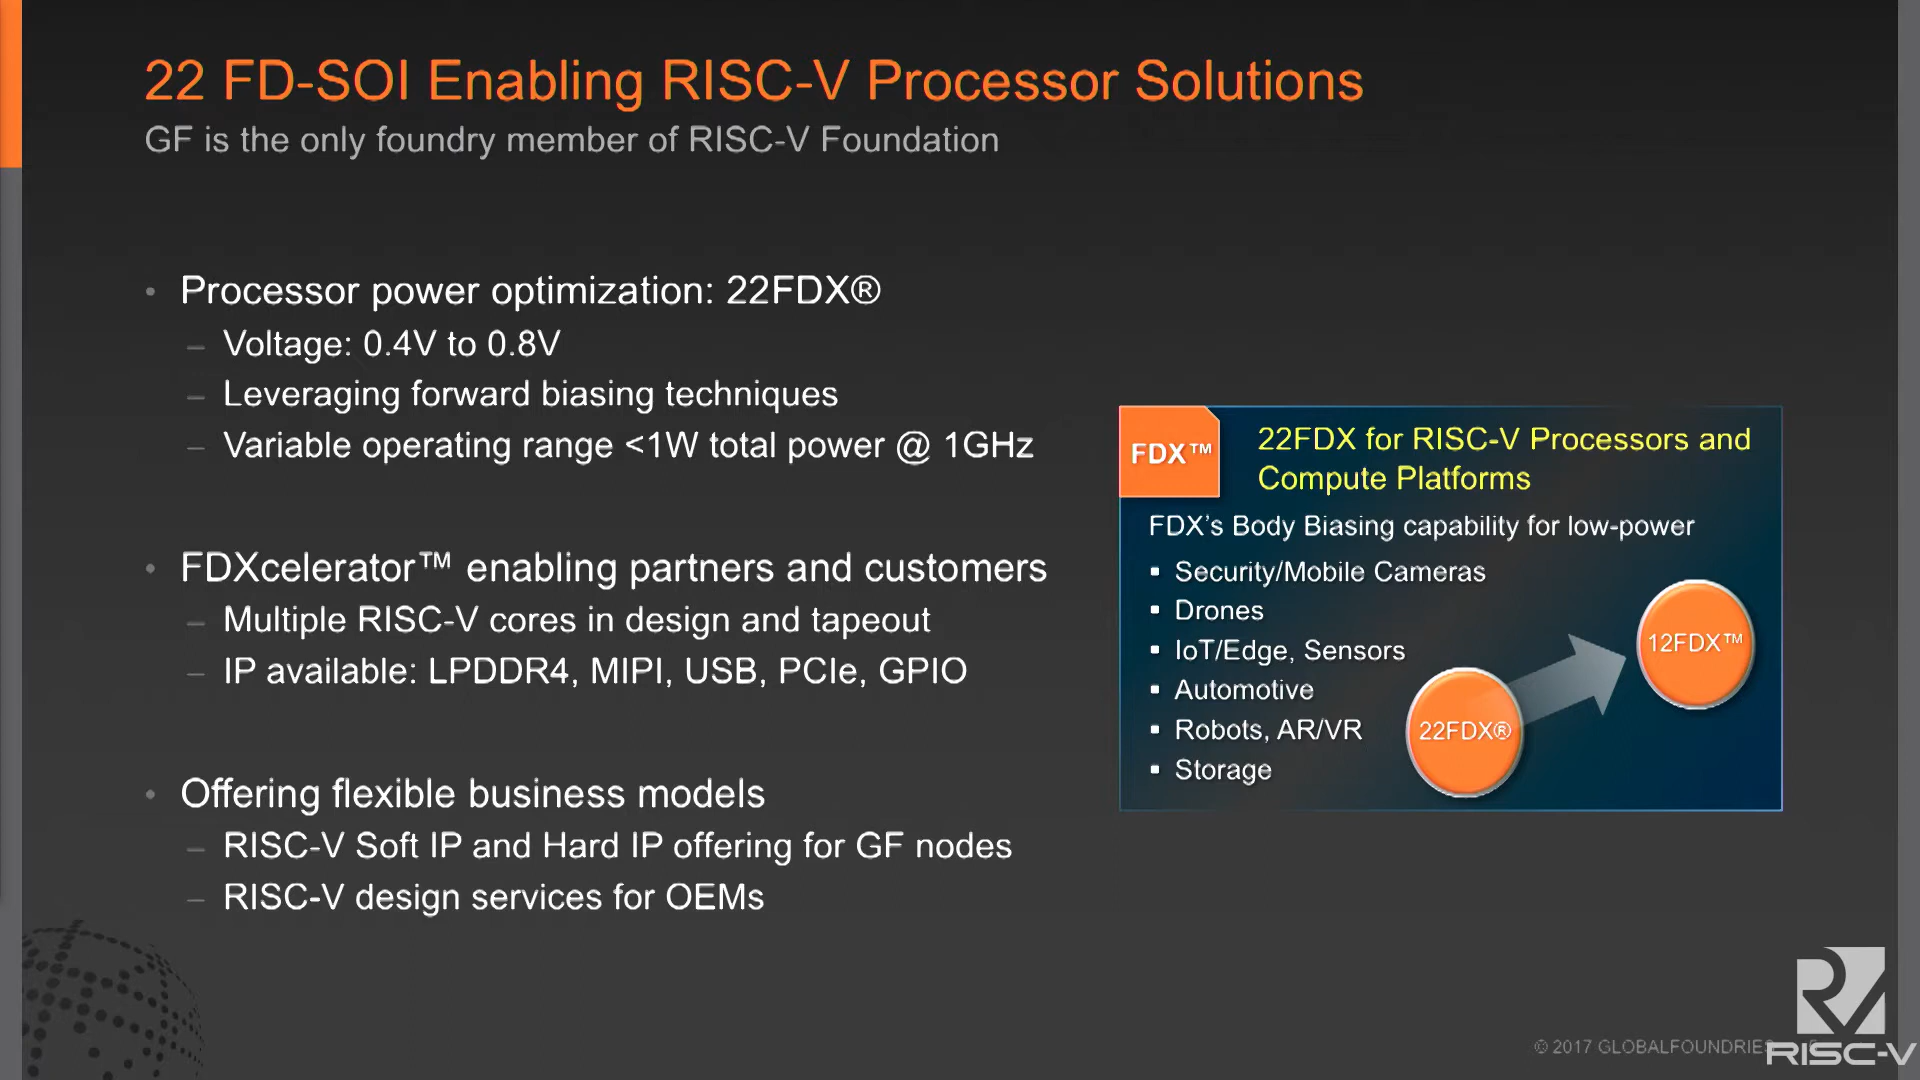 22 FD-SOI Enabling RISC-V Processor Solutions
GF is the only foundry member of RISC-V Foundation
• Processor power optimization: 22FDX®
– Voltage: 0.4V to 0.8V
– Leveraging forward biasing techniques
– Variable operating range <1W total power @ 1GHz
• FDXcelerator™ enabling partners and customers
– Multiple RISC-V cores in design and tapeout
– IP available: LPDDR4, MIPI, USB, PCIe, GPIO
• Offering flexible business models
– RISC-V Soft IP and Hard IP offering for GF nodes
– RISC-V design services for OEMs
FDX™
22FDX for RISC-V Processors and
Compute Platforms
FDX’s Body Biasing capability for low-power
▪ Security/Mobile Cameras
▪ Drones
▪ IoT/Edge, Sensors
▪ Automotive
▪ Robots, AR/VR
▪ Storage
22FDX®
12FDX™
© 2017 GLOBALFOUNDRIES
RISC-V